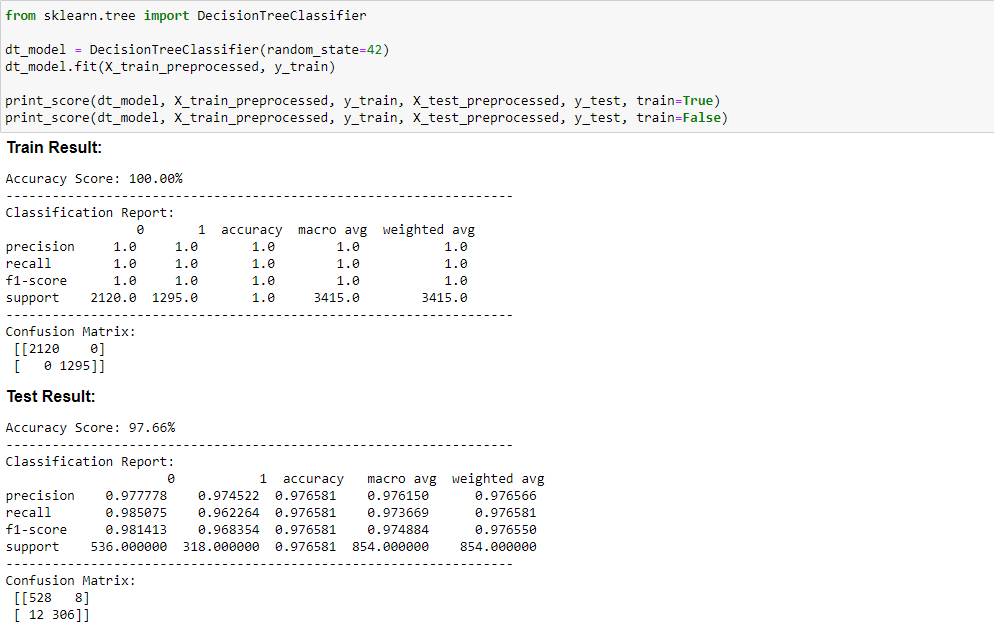 from sklearn.tree import DecisionTreeClassifier
dt_model = DecisionTreeClassifier(random_state=42)
dt_model.fit(X_train_preprocessed, y_train)
print_score(dt_model, X_train_preprocessed, y_train, X_test_preprocessed, y_test, train=True)
print_score(dt_model, X_train_preprocessed, y_train, X_test_preprocessed, y_test, train=False)
Train Result:
Accuracy Score: 100.00%
------------------------------------------------------------------
Classification Report:
                 0       1  accuracy  macro avg  weighted avg
precision     1.0     1.0       1.0        1.0           1.0
recall        1.0     1.0       1.0        1.0           1.0
f1-score      1.0     1.0       1.0        1.0           1.0
support    2120.0  1295.0       1.0     3415.0        3415.0
------------------------------------------------------------------
Confusion Matrix:
 [[2120    0]
 [   0 1295]]
Test Result:
Accuracy Score: 97.66%
------------------------------------------------------------------
Classification Report:
                     0           1  accuracy   macro avg  weighted avg
precision    0.977778    0.974522  0.976581    0.976150      0.976566
recall       0.985075    0.962264  0.976581    0.973669      0.976581
f1-score     0.981413    0.968354  0.976581    0.974884      0.976550
support    536.000000  318.000000  0.976581  854.000000    854.000000
------------------------------------------------------------------
Confusion Matrix:
 [[528   8]
 [ 12 306]]